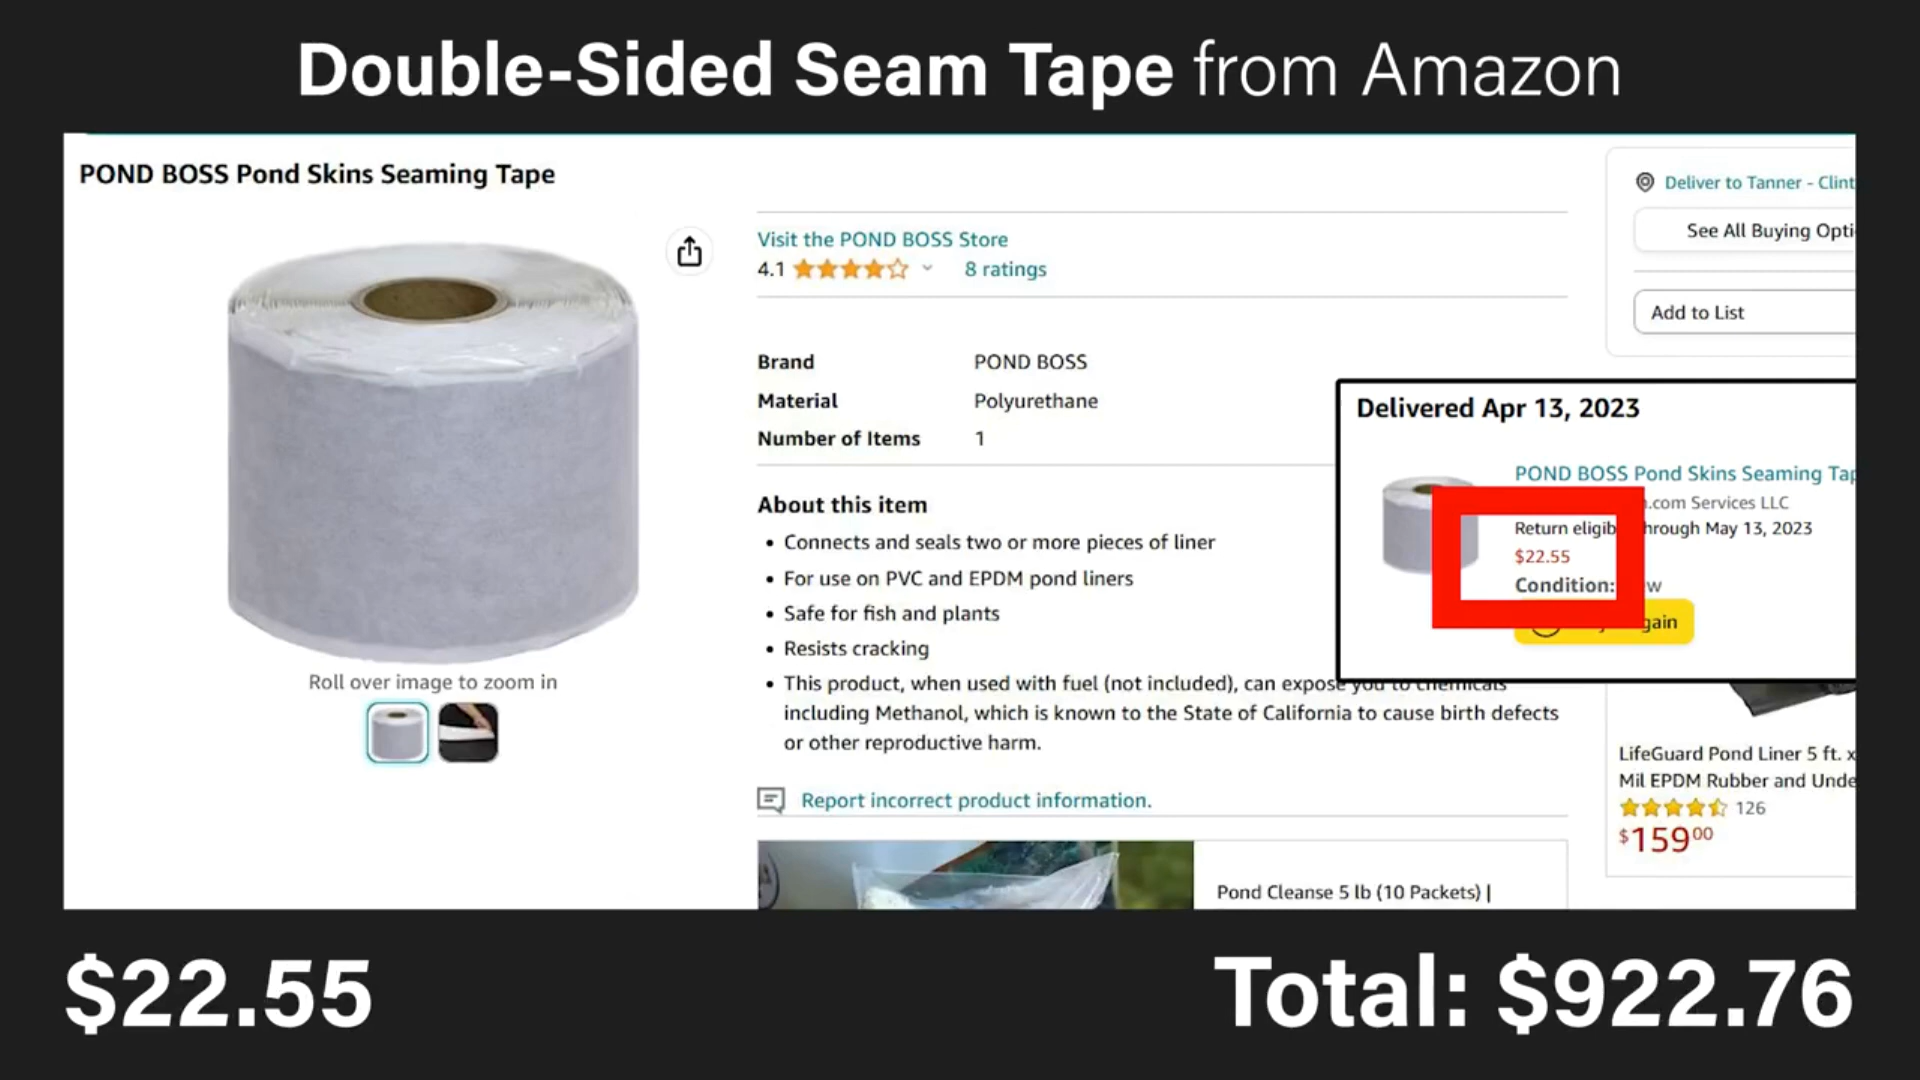 Double-Sided Seam Tape from Amazon
POND BOSS Pond Skins Seaming Tape
Visit the POND BOSS Store
4.1 8 ratings
Brand POND BOSS
Material Polyurethane
Number of Items 1
About this item
• Connects and seals two or more pieces of liner
• For use on PVC and EPDM pond liners
• Safe for fish and plants
• Resists cracking
• This product, when used with fuel (not included), can expose you to chemicals
including Methanol, which is known to the State of California to cause birth defects
or other reproductive harm.
Report incorrect product information.
Roll over image to zoom in
Deliver to Tanner - Clint
See All Buying Opti
Add to List
Delivered Apr 13, 2023
POND BOSS Pond Skins Seaming Tap
.com Services LLC
Return eligib hrough May 13, 2023
$22.55
Condition: w
gain
LifeGuard Pond Liner 5 ft. x
Mil EPDM Rubber and Unde
126
$159 00
Pond Cleanse 5 lb (10 Packets) |
$22.55
Total: $922.76